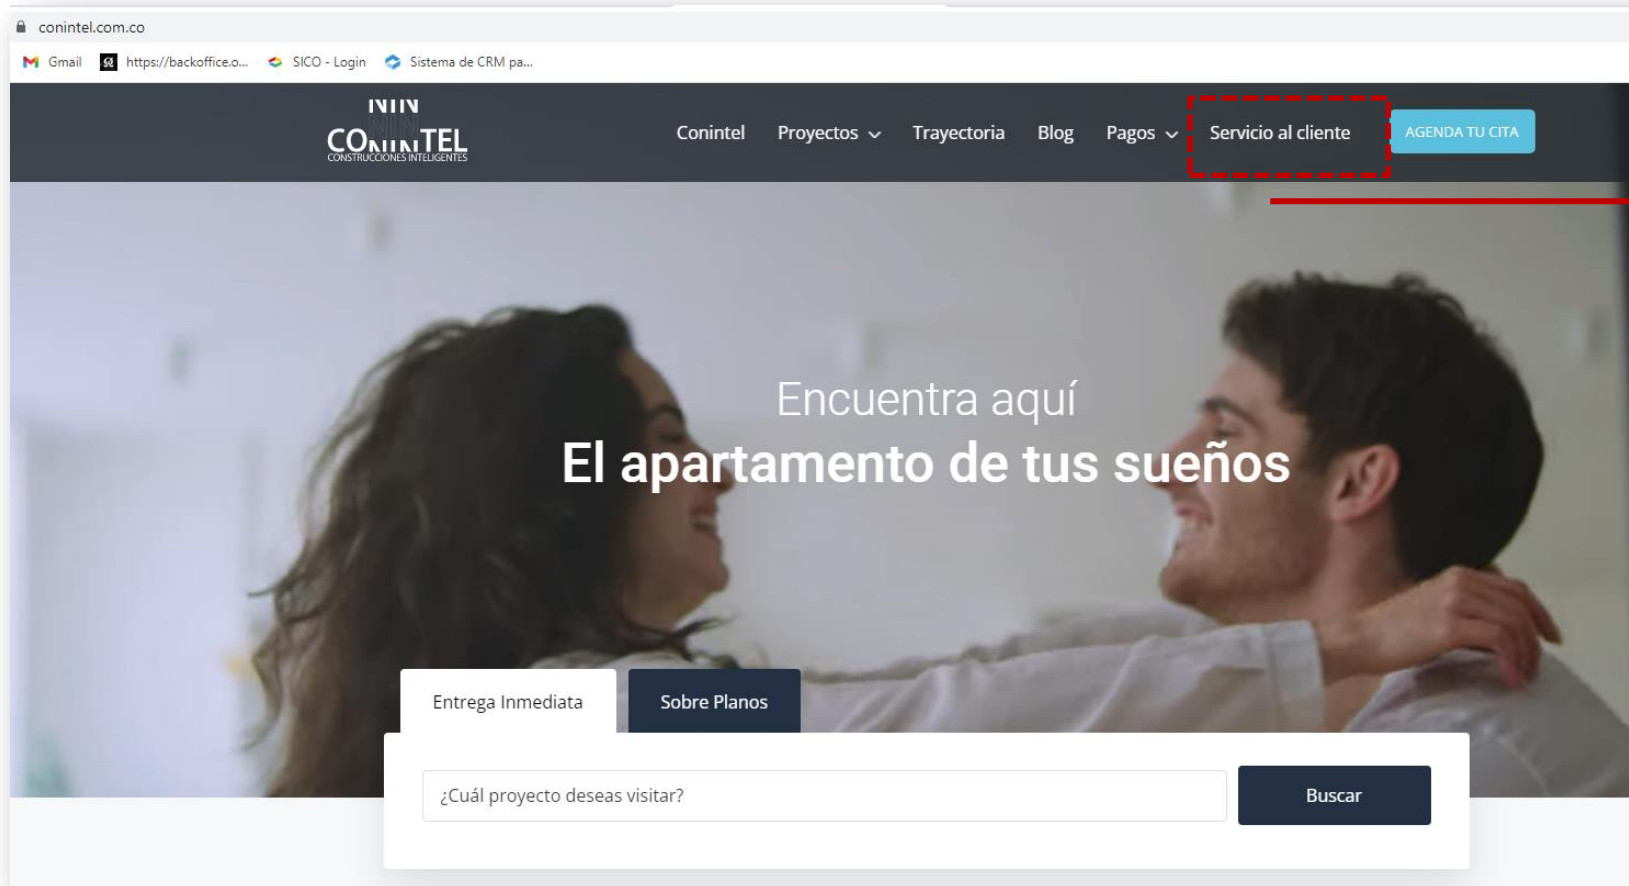 conintel.com.co
Gmail https://backoffice.o... SICO - Login Sistema de CRM pa...
CONINTEL
CONSTRUCCIONES INTELIGENTES
Conintel Proyectos Trayectoria Blog Pagos Servicio al cliente AGENDA TU CITA
Encuentra aquí
El apartamento de tus sueños
Entrega Inmediata Sobre Planos
¿Cuál proyecto deseas visitar? Buscar